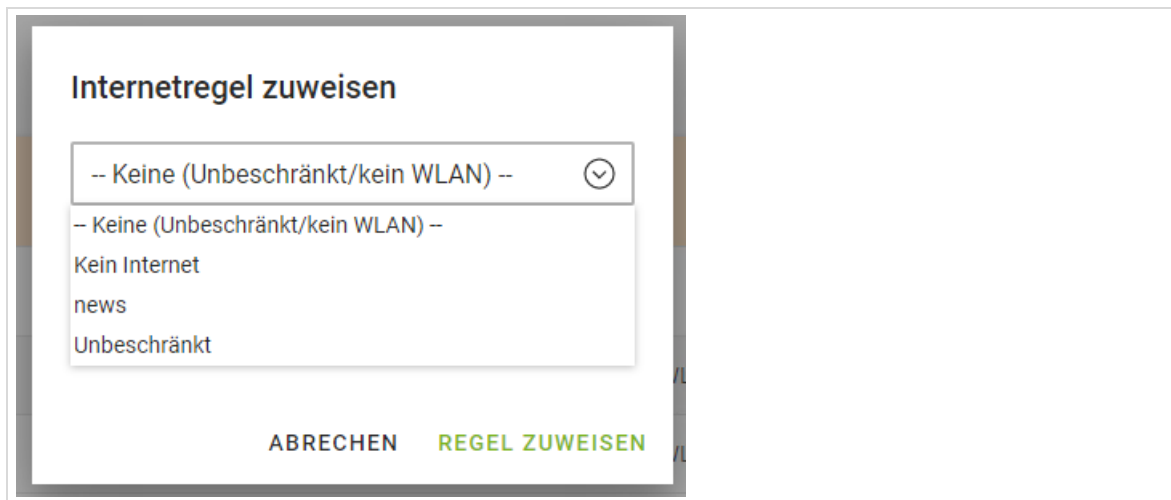 Internetregel zuweisen
-- Keine (Unbeschränkt/kein WLAN) --
-- Keine (Unbeschränkt/kein WLAN) --
Kein Internet
news
Unbeschränkt
ABRECHEN REGEL ZUWEISEN